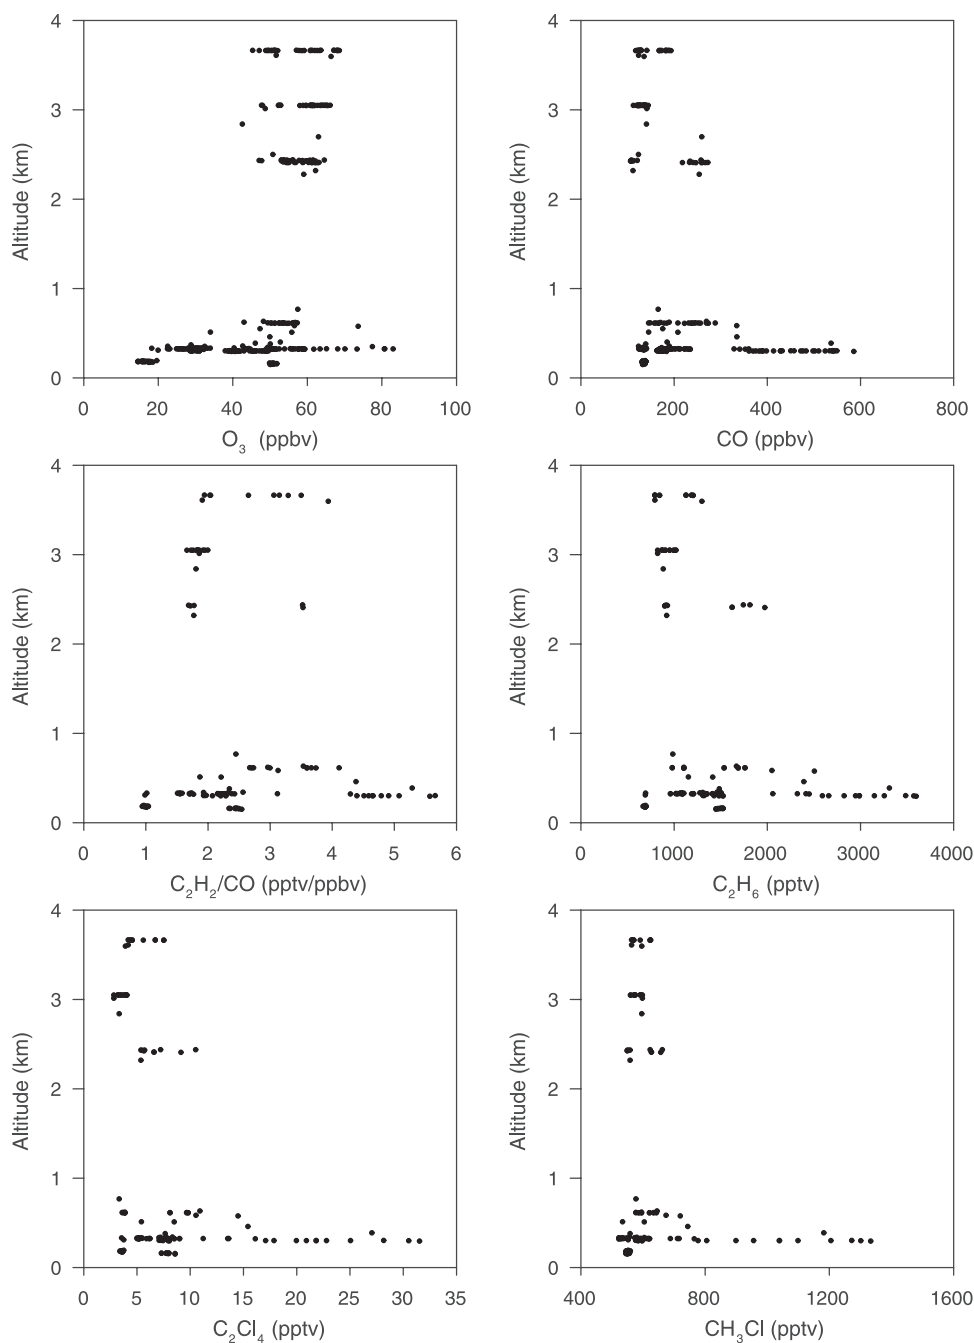 4
3
2
1
0
Altitude (km)
0 20 40 60 80 100
O3 (ppbv)
4
3
2
1
0
Altitude (km)
0 200 400 600 800
CO (ppbv)
4
3
2
1
0
Altitude (km)
0 1 2 3 4 5 6
C2H2/CO (pptv/ppbv)
4
3
2
1
0
Altitude (km)
0 1000 2000 3000 4000
C2H6 (pptv)
4
3
2
1
0
Altitude (km)
0 5 10 15 20 25 30 35
C2Cl4 (pptv)
4
3
2
1
0
Altitude (km)
400 800 1200 1600
CH3Cl (pptv)